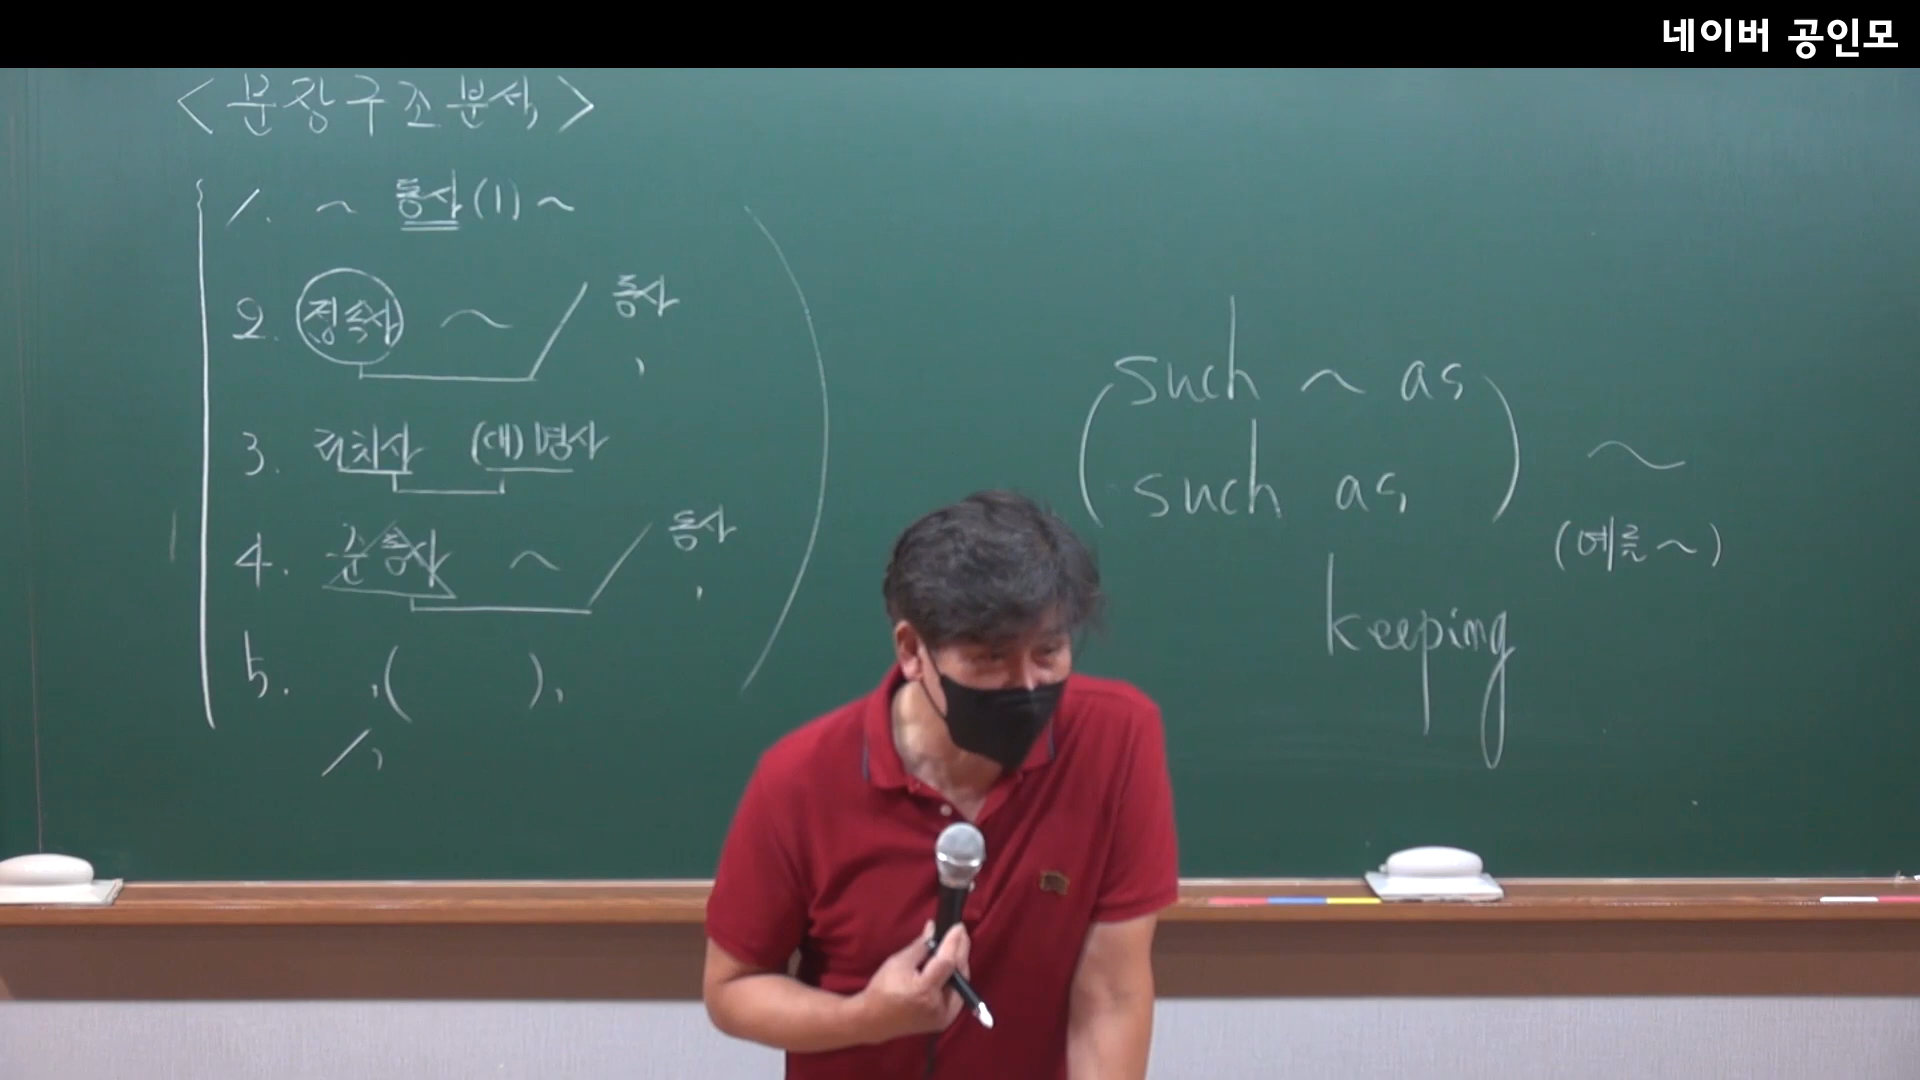 네이버 공인모
<문장구조분석>
1. ~ 동사(1) ~
2. 접속사 ~ / 동사 ,
3. 전치사 (대)명사
4. 준동사 ~ / 동사 ,
5. ,( ),
/,
such ~ as
such as ~
(예를~)
keeping